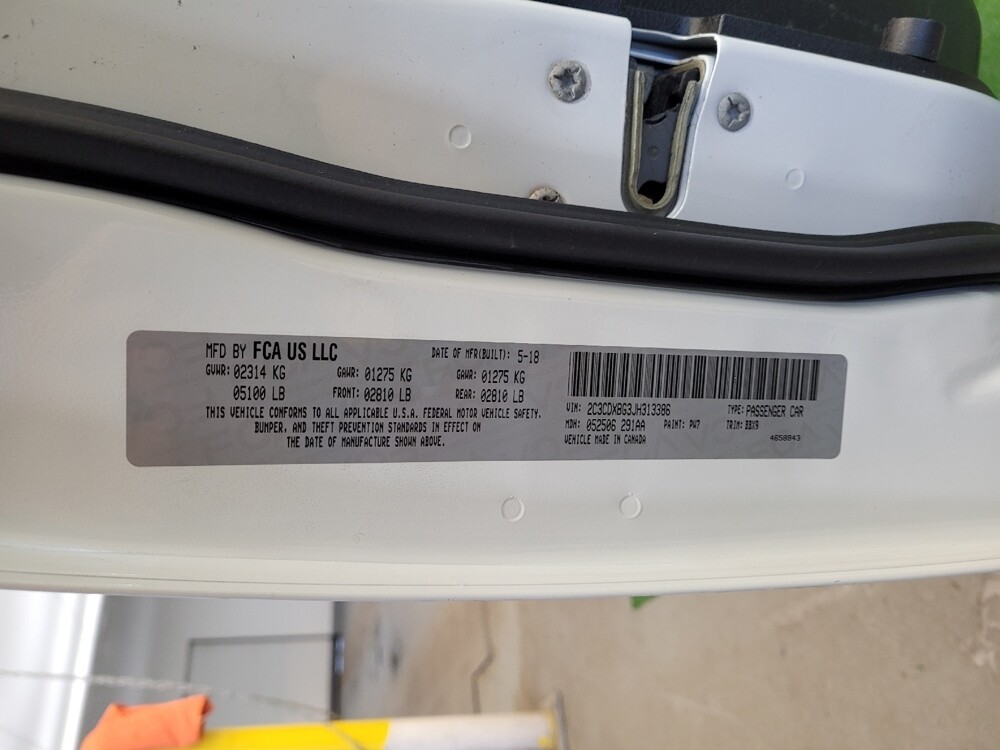 MFD BY FCA US LLC DATE OF MFR(BUILT): 5-18
GVWR: 02314 KG GAWR: 01275 KG GAWR: 01275 KG
05100 LB FRONT: 02810 LB REAR: 02810 LB
THIS VEHICLE CONFORMS TO ALL APPLICABLE U.S.A. FEDERAL MOTOR VEHICLE SAFETY,
BUMPER, AND THEFT PREVENTION STANDARDS IN EFFECT ON
THE DATE OF MANUFACTURE SHOWN ABOVE.
VIN: 2C3CDXBG3JH313386 TYPE: PASSENGER CAR
MDH: 052506 291AA PAINT: PW7 TRIM: BBX9
VEHICLE MADE IN CANADA 4658843